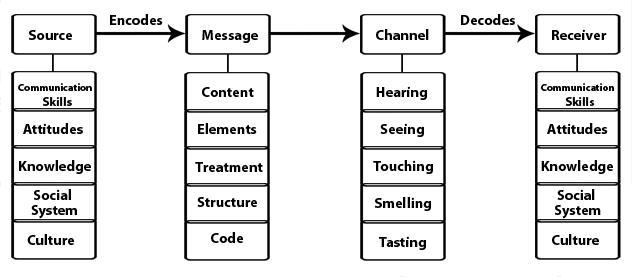 Encodes
Decodes
Source
Message
Channel
Receiver
Communication
Skills
Attitudes
Knowledge
Social
System
Culture
Content
Elements
Treatment
Structure
Code
Hearing
Seeing
Touching
Smelling
Tasting
Communication
Skills
Attitudes
Knowledge
Social
System
Culture